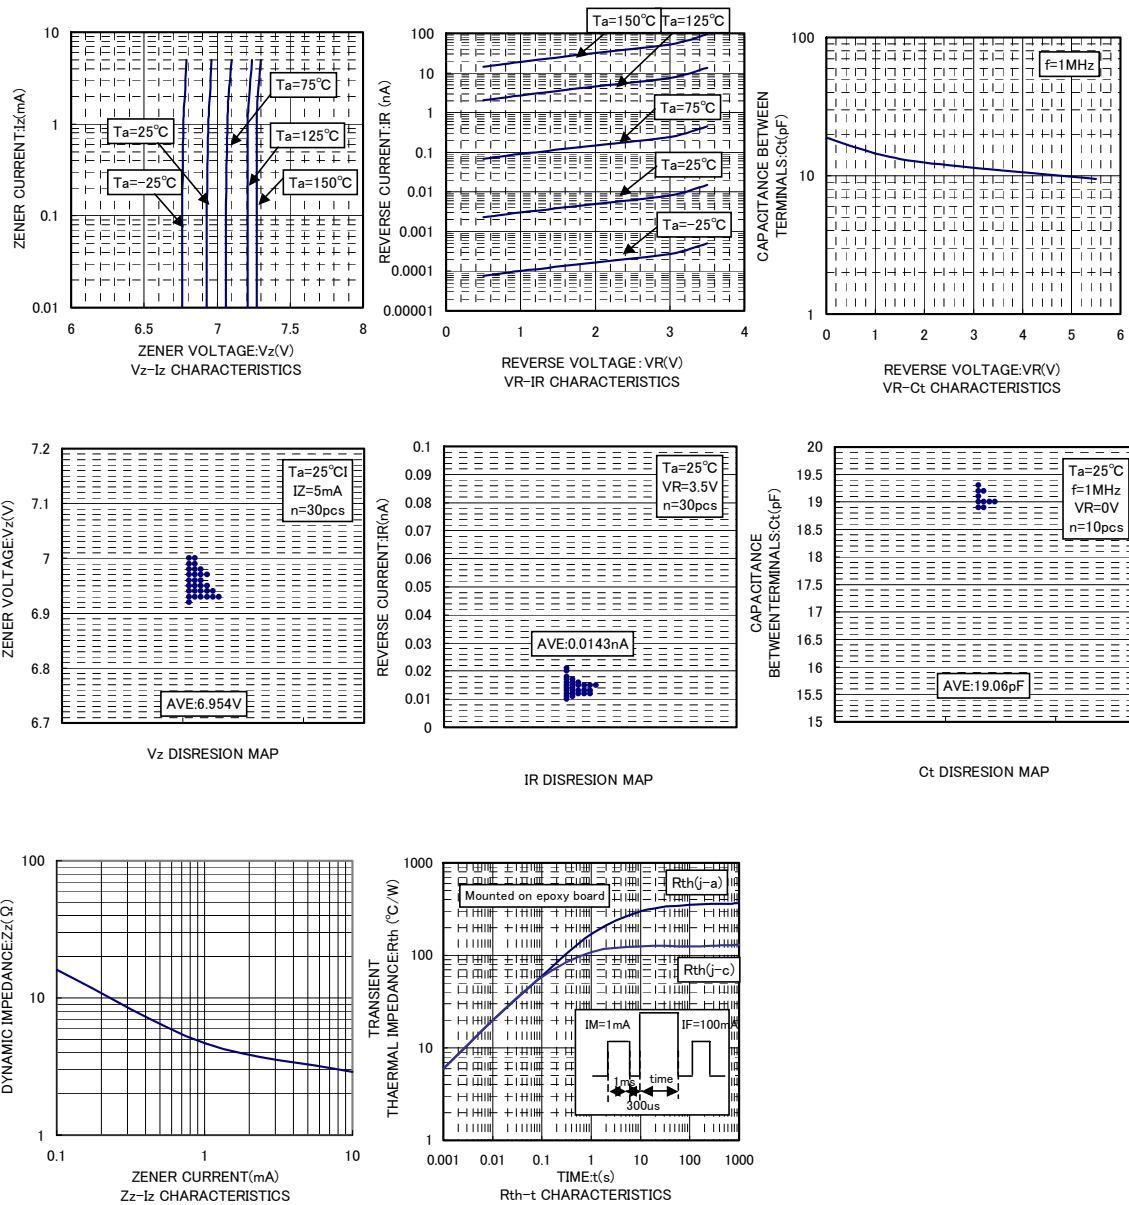 10
1
0.1
0.01
ZENER CURRENT:Iz(mA)
Ta=75℃
Ta=25℃
Ta=125℃
Ta=-25℃
Ta=150℃
6 6.5 7 7.5 8
ZENER VOLTAGE:Vz(V)
Vz-Iz CHARACTERISTICS
Ta=150℃
Ta=125℃
100
10
1
0.1
0.01
0.001
0.0001
0.00001
REVERSE CURRENT:IR (nA)
Ta=75℃
Ta=25℃
Ta=-25℃
0 1 2 3 4
REVERSE VOLTAGE:VR(V)
VR-IR CHARACTERISTICS
100
10
1
CAPACITANCE BETWEEN
TERMINALS:Ct(pF)
f=1MHz
0 1 2 3 4 5 6
REVERSE VOLTAGE:VR(V)
VR-Ct CHARACTERISTICS
7.2
7.1
7
6.9
6.8
6.7
ZENER VOLTAGE:Vz(V)
Ta=25℃I
IZ=5mA
n=30pcs
AVE:6.954V
Vz DISRESION MAP
0.1
0.09
0.08
0.07
0.06
0.05
0.04
0.03
0.02
0.01
0
REVERSE CURRENT:IR(nA)
Ta=25℃
VR=3.5V
n=30pcs
AVE:0.0143nA
IR DISRESION MAP
20
19.5
19
18.5
18
17.5
17
16.5
16
15.5
15
CAPACITANCE
BETWEENTERMINALS:Ct(pF)
Ta=25℃
f=1MHz
VR=0V
n=10pcs
AVE:19.06pF
Ct DISRESION MAP
100
10
1
DYNAMIC IMPEDANCE:Zz(Ω)
0.1 1 10
ZENER CURRENT(mA)
Zz-Iz CHARACTERISTICS
1000
100
10
1
TRANSIENT
THAERMAL IMPEDANCE:Rth (℃/W)
Mounted on epoxy board
Rth(j-a)
Rth(j-c)
IM=1mA
IF=100mA
1ms
time
300us
0.001 0.01 0.1 1 10 100 1000
TIME:t(s)
Rth-t CHARACTERISTICS